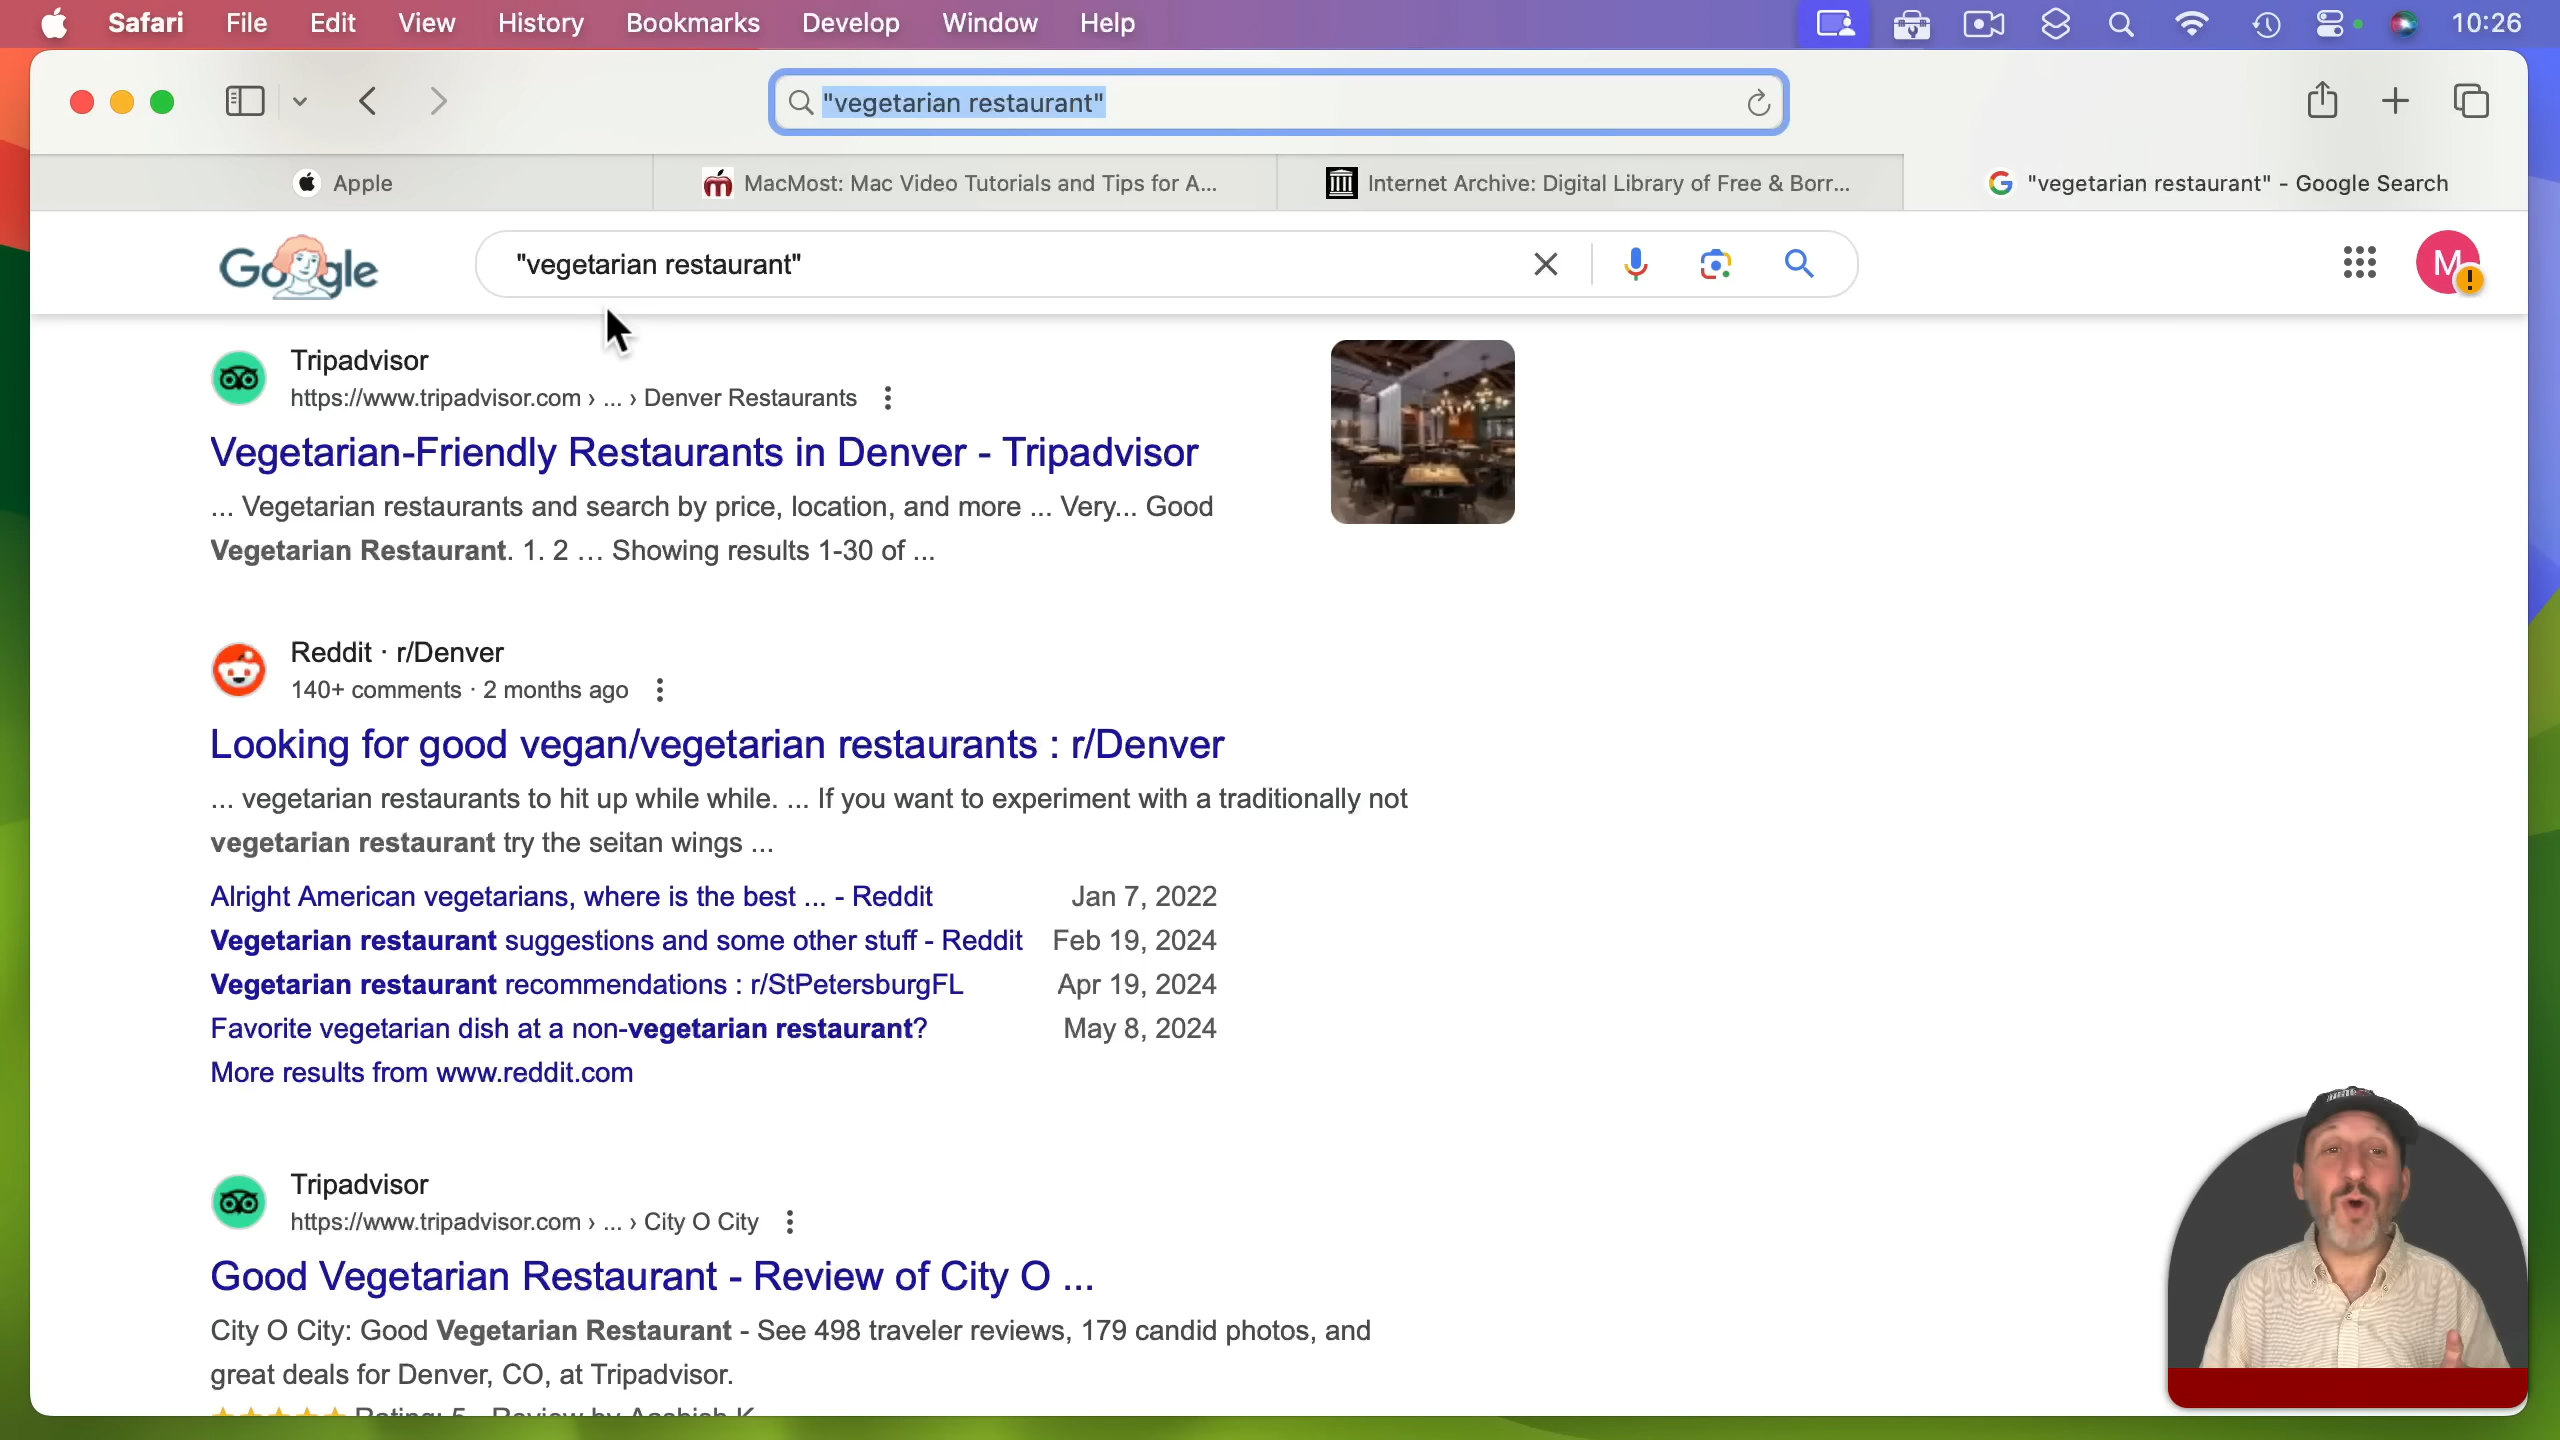 Safari File Edit View History Bookmarks Develop Window Help 10:26
"vegetarian restaurant"
Apple
MacMost: Mac Video Tutorials and Tips for A...
Internet Archive: Digital Library of Free & Borr...
"vegetarian restaurant" - Google Search
Google
"vegetarian restaurant"
M
Tripadvisor
https://www.tripadvisor.com › ... › Denver Restaurants
Vegetarian-Friendly Restaurants in Denver - Tripadvisor
... Vegetarian restaurants and search by price, location, and more ... Very... Good
Vegetarian Restaurant. 1. 2 ... Showing results 1-30 of ...
Reddit · r/Denver
140+ comments · 2 months ago
Looking for good vegan/vegetarian restaurants : r/Denver
... vegetarian restaurants to hit up while while. ... If you want to experiment with a traditionally not
vegetarian restaurant try the seitan wings ...
Alright American vegetarians, where is the best ... - Reddit Jan 7, 2022
Vegetarian restaurant suggestions and some other stuff - Reddit Feb 19, 2024
Vegetarian restaurant recommendations : r/StPetersburgFL Apr 19, 2024
Favorite vegetarian dish at a non-vegetarian restaurant? May 8, 2024
More results from www.reddit.com
Tripadvisor
https://www.tripadvisor.com › ... › City O City
Good Vegetarian Restaurant - Review of City O ...
City O City: Good Vegetarian Restaurant - See 498 traveler reviews, 179 candid photos, and
great deals for Denver, CO, at Tripadvisor.
Rating: 5 - Review by